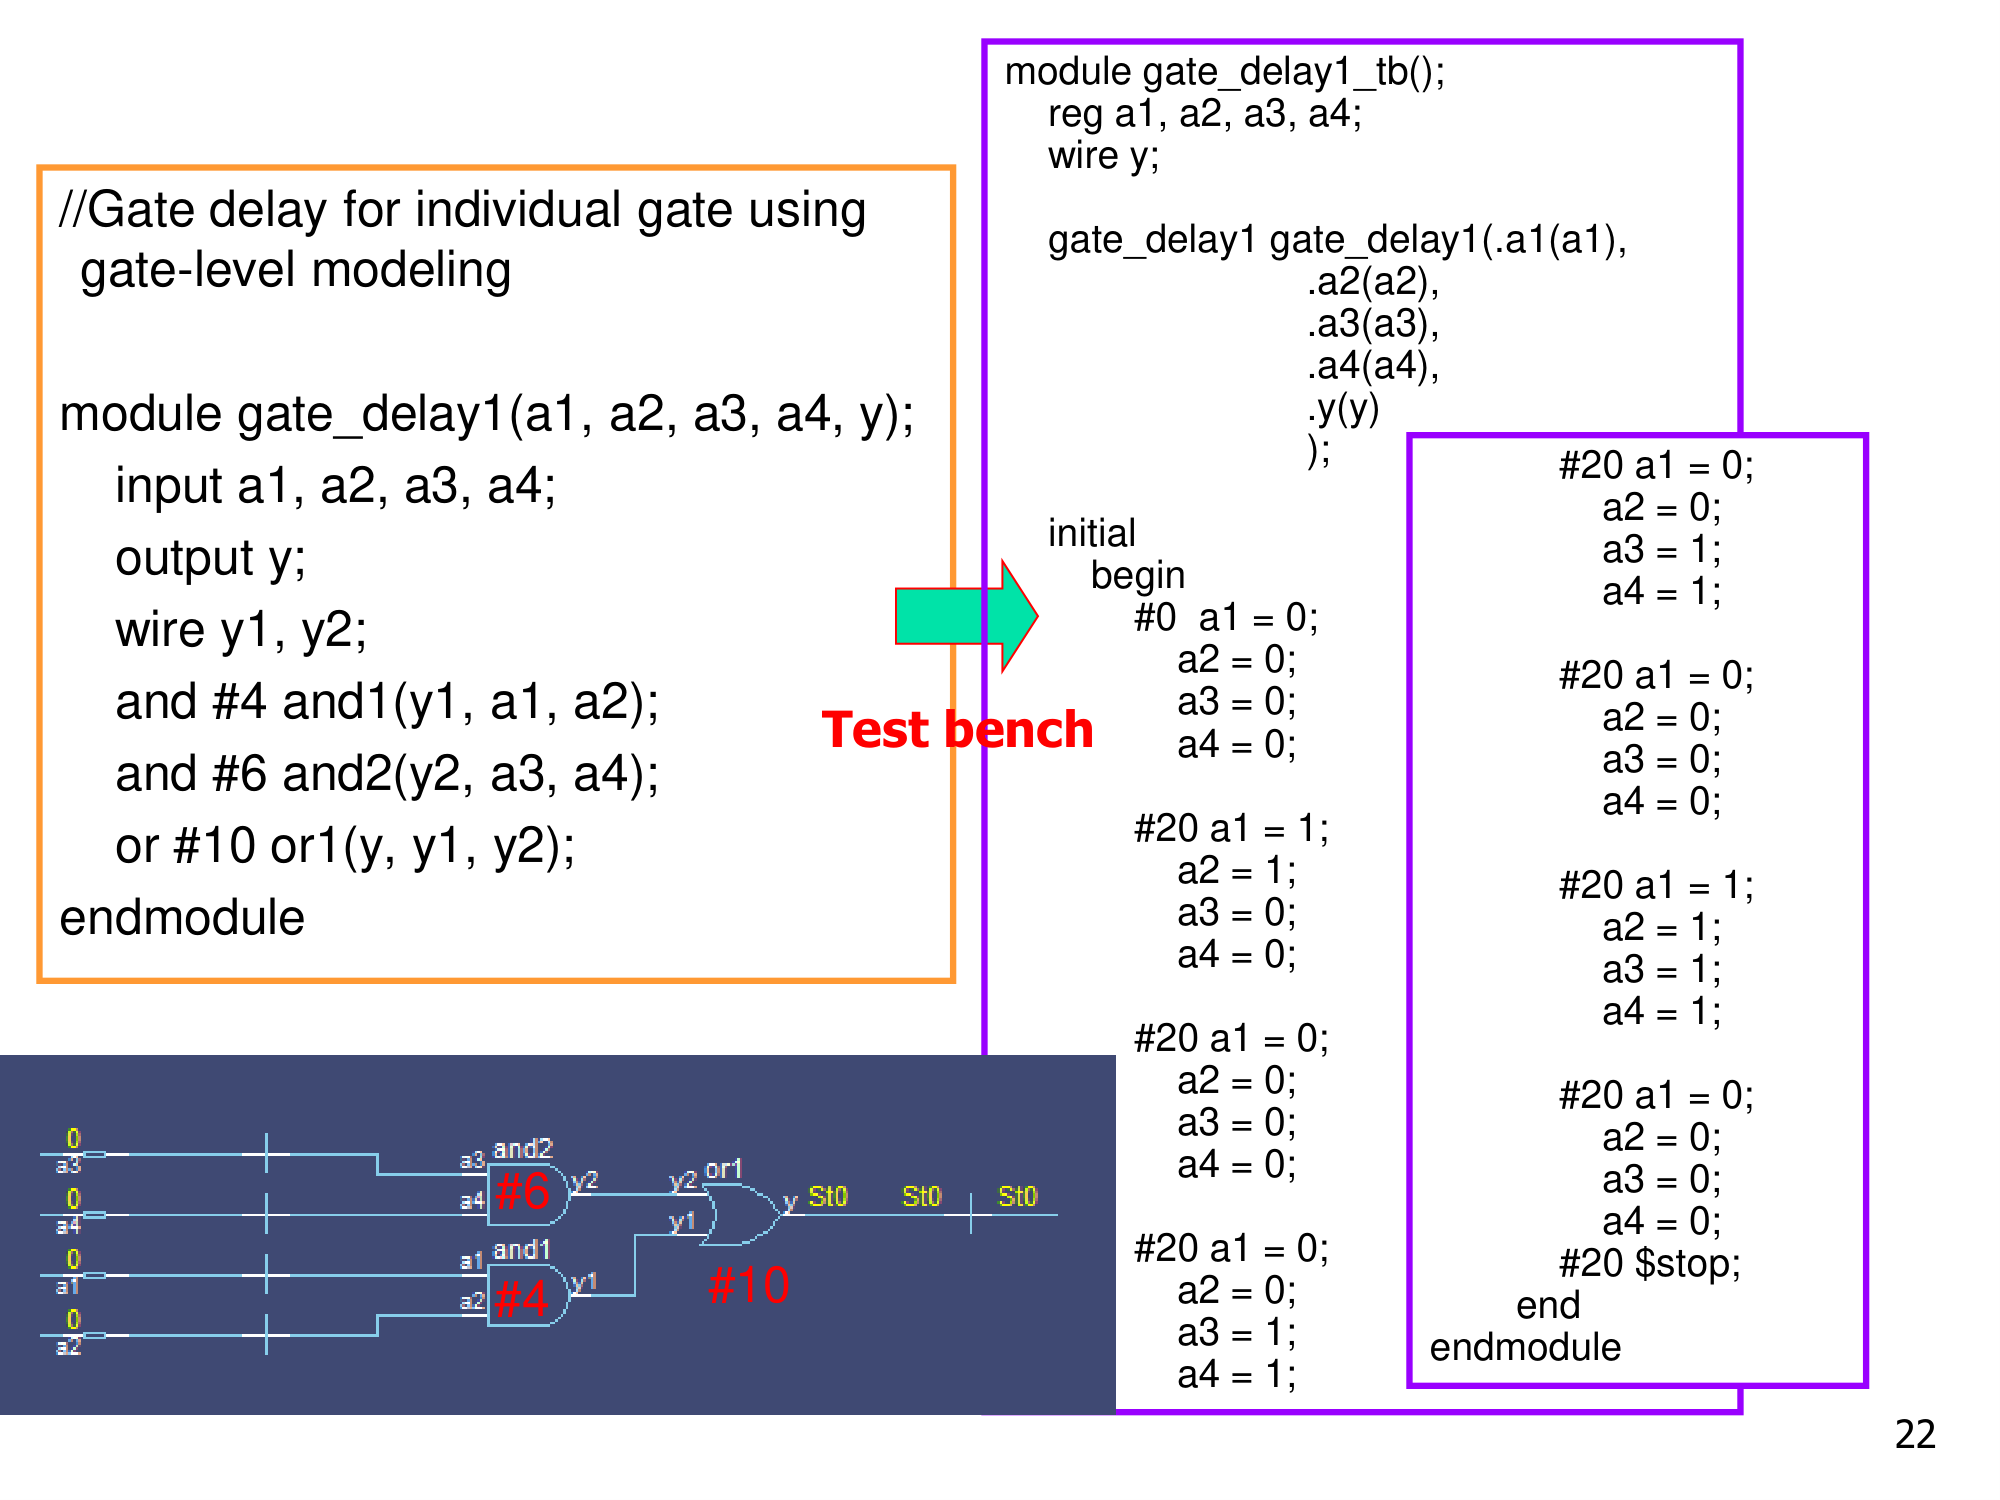 //Gate delay for individual gate using
gate-level modeling
module gate_delay1(a1, a2, a3, a4, y);
input a1, a2, a3, a4;
output y;
wire y1, y2;
and #4 and1(y1, a1, a2);
and #6 and2(y2, a3, a4);
or #10 or1(y, y1, y2);
endmodule
Test bench
module gate_delay1_tb();
reg a1, a2, a3, a4;
wire y;
gate_delay1 gate_delay1(.a1(a1),
.a2(a2),
.a3(a3),
.a4(a4),
.y(y)
);
initial
begin
#0 a1 = 0;
a2 = 0;
a3 = 0;
a4 = 0;
#20 a1 = 1;
a2 = 1;
a3 = 0;
a4 = 0;
#20 a1 = 0;
a2 = 0;
a3 = 0;
a4 = 0;
#20 a1 = 0;
a2 = 0;
a3 = 1;
a4 = 1;
#20 a1 = 0;
a2 = 0;
a3 = 1;
a4 = 1;
#20 a1 = 0;
a2 = 0;
a3 = 0;
a4 = 0;
#20 a1 = 1;
a2 = 1;
a3 = 1;
a4 = 1;
#20 a1 = 0;
a2 = 0;
a3 = 0;
a4 = 0;
#20 $stop;
end
endmodule
0
a3
0
a4
0
a1
0
a2
a3 and2
a4 #6 y2
a1 and1
a2 #4 y1
y2 or1
y1
#10
y St0 St0 St0
22